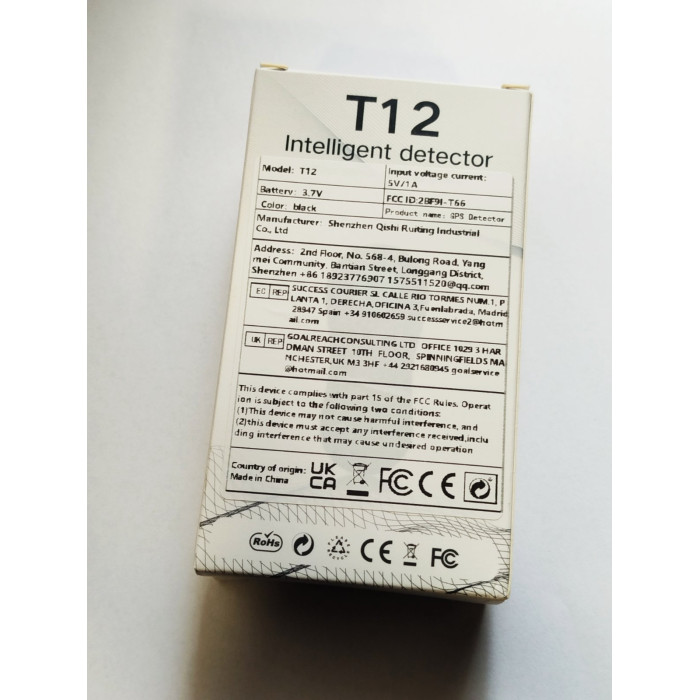 T12
Intelligent detector
Model: T12
Input voltage current:
5V/1A
Battery: 3.7V
FCC ID:2BF9I-T66
Color: black
Product name: GPS Detector
Manufacturer: Shenzhen Qishi Ruiting Industrial
Co., Ltd
Address: 2nd Floor, No. 568-4, Bulong Road, Yang
mei Community, Bantian Street, Longgang District,
Shenzhen +86 18923776907 1575511520@qq.com
EC REP SUCCESS COURIER SL CALLE RIO TORMES NUM.1, P
LANTA 1, DERECHA,OFICINA 3,Fuenlabrada, Madrid
28947 Spain +34 910602659 successservice2@hotm
ail.com
UK REP GOALREACHCONSULTING LTD OFFICE 1029 3 HAR
DMAN STREET 10TH FLOOR, SPINNINGFIELDS MA
NCHESTER,UK M3 3HF +44 2921680945 goalservice
@hotmail.com
This device complies with part 15 of the FCC Rules. Operat
ion is subject to the following two conditions:
(1)This device may not cause harmful interference, and
(2)this device must accept any interference received,inclu
ding interference that may cause undesired operation
Country of origin:
Made in China
UK
CA
FC CE
RoHs CE FC